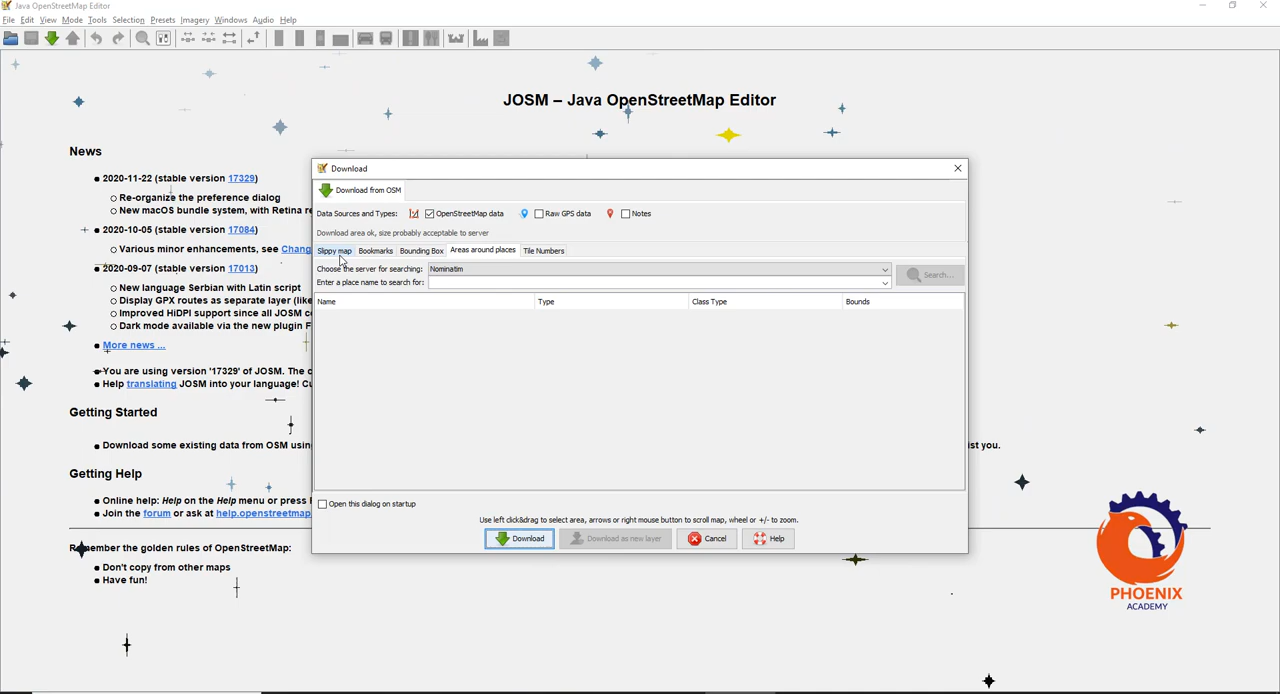 Java OpenStreetMap Editor
File Edit View Mode Tools Selection Presets Imagery Windows Audio Help
JOSM – Java OpenStreetMap Editor
News
2020-11-22 (stable version 17329)
Re-organize the preference dialog
New macOS bundle system, with Retina
2020-10-05 (stable version 17084)
Various minor enhancements, see Chang
2020-09-07 (stable version 17013)
New language Serbian with Latin script
Display GPX routes as separate layer (like
Improved HiDPI support since all JOSM
Dark mode available via the new plugin F
More news ...
You are using version '17329' of JOSM. The
Help translating JOSM into your language!
Getting Started
Download some existing data from OSM usin
ist you.
Getting Help
Online help: Help on the Help menu or press
Join the forum or ask at help.openstreetmap
Remember the golden rules of OpenStreetMap:
Don't copy from other maps
Have fun!
Download
Download from OSM
Data Sources and Types: OpenStreetMap data Raw GPS data Notes
Download area ok, size probably acceptable to server
Slippy map Bookmarks Bounding Box Areas around places Tile Numbers
Choose the server for searching: Nominatim
Search...
Enter a place name to search for:
Name Type Class Type Bounds
Open this dialog on startup
Use left click&drag to select area, arrows or right mouse button to scroll map, wheel or +/- to zoom.
Download Download as new layer Cancel Help
PHOENIX
ACADEMY